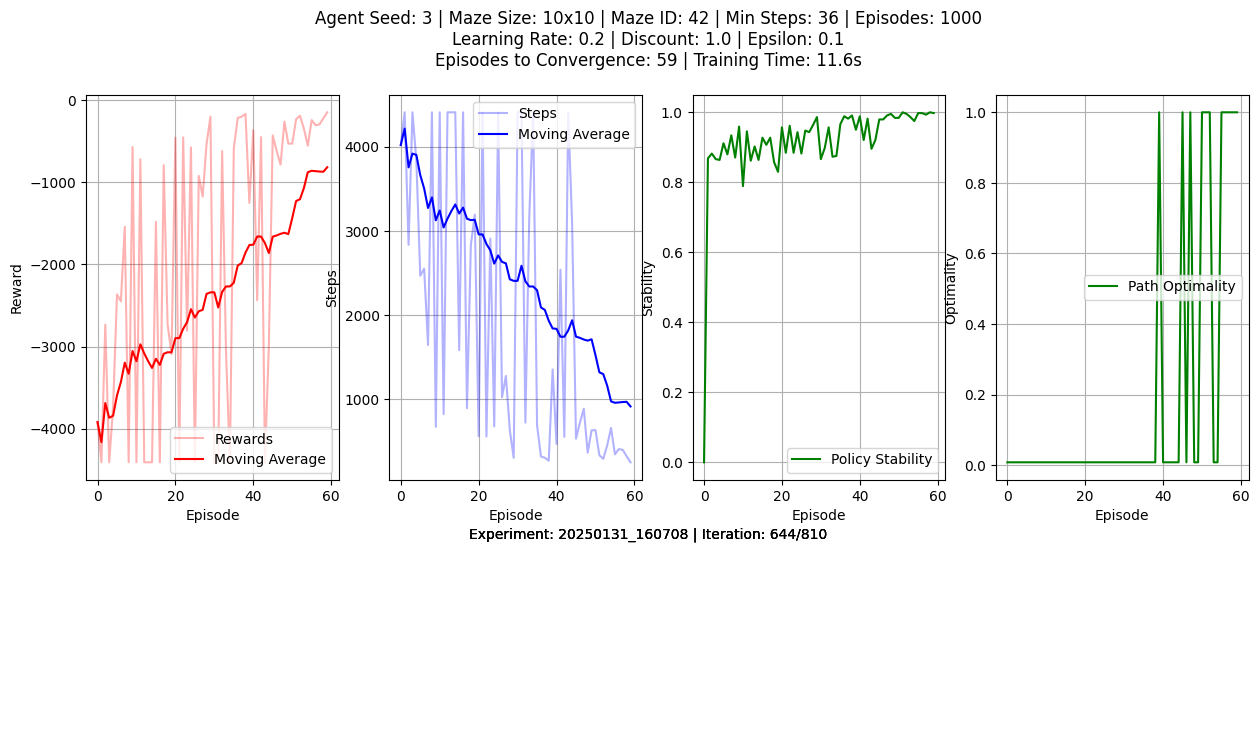 Agent Seed: 3 | Maze Size: 10x10 | Maze ID: 42 | Min Steps: 36 | Episodes: 1000
Learning Rate: 0.2 | Discount: 1.0 | Epsilon: 0.1
Episodes to Convergence: 59 | Training Time: 11.6s
Reward
0
−1000
−2000
−3000
−4000
Rewards
Moving Average
0
20
40
60
Episode
Steps
4000
3000
2000
1000
Steps
Moving Average
0
20
40
60
Episode
Stability
1.0
0.8
0.6
0.4
0.2
0.0
Policy Stability
0
20
40
60
Episode
Optimality
1.0
0.8
0.6
0.4
0.2
0.0
Path Optimality
0
20
40
60
Episode
Experiment: 20250131_160708 | Iteration: 644/810